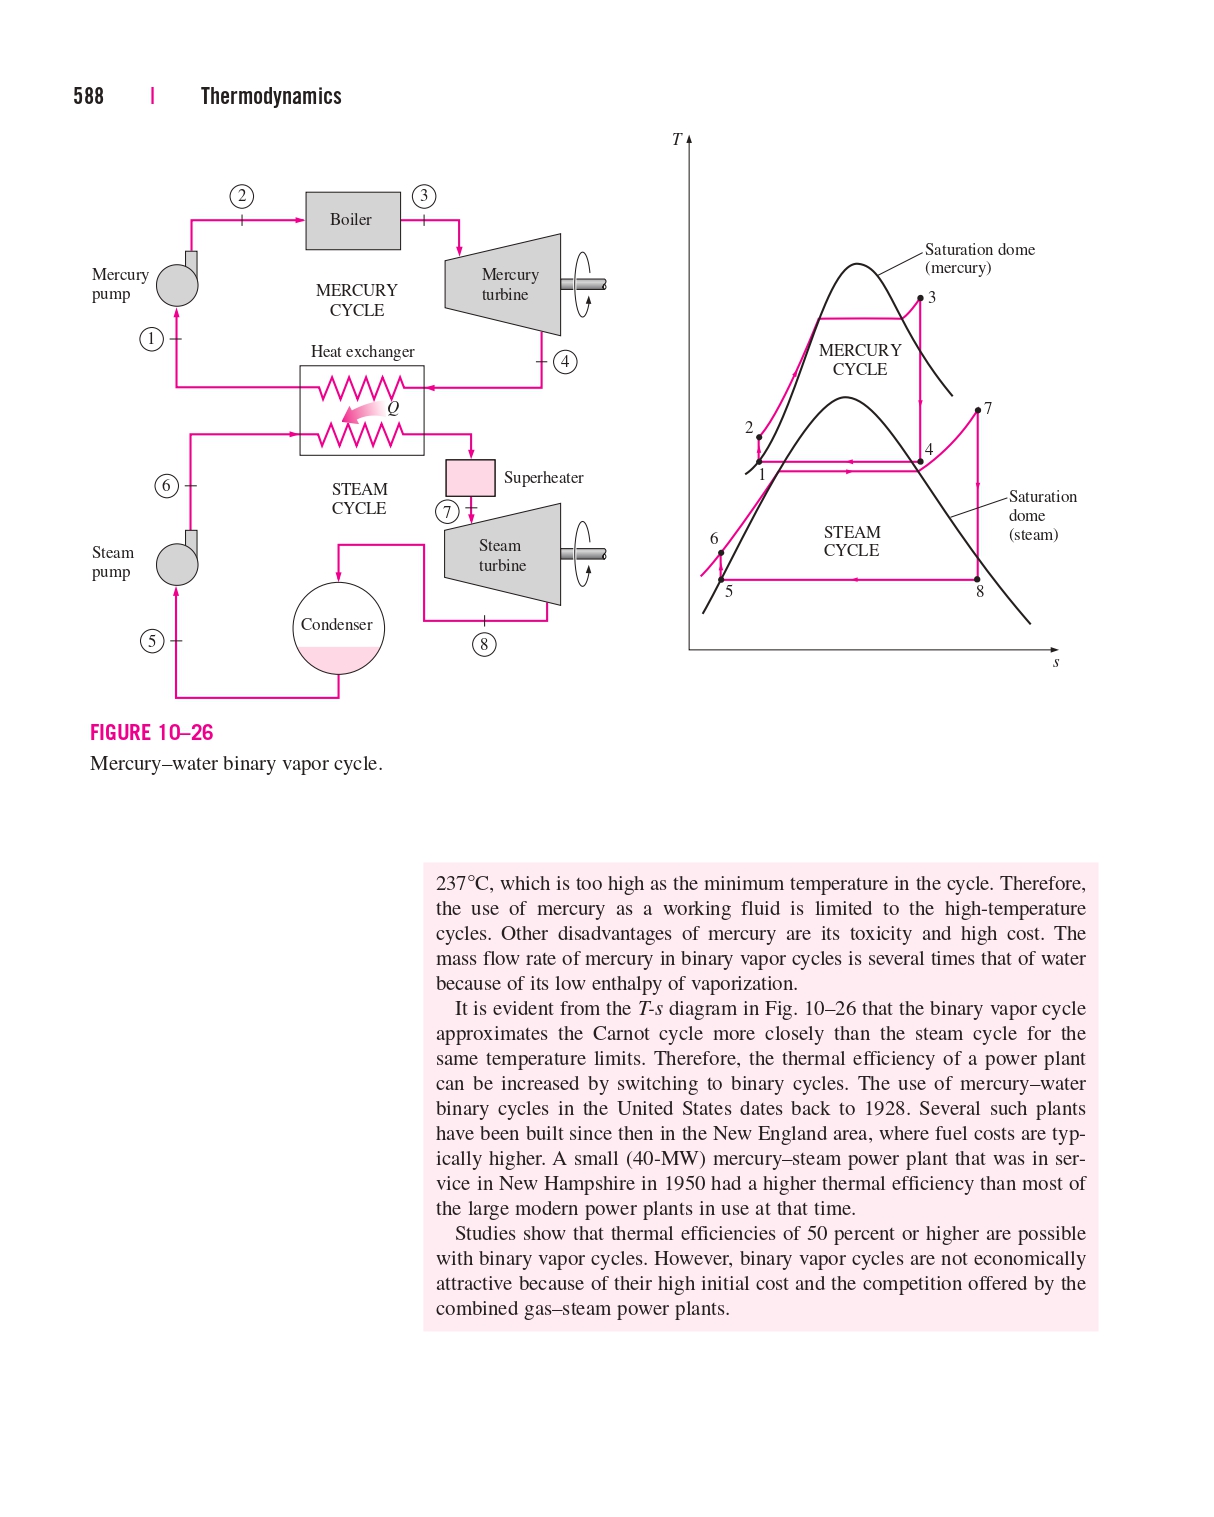 588 | Thermodynamics
2
Boiler
3
Mercury
pump
MERCURY
CYCLE
Mercury
turbine
1
Heat exchanger
4
Q
6
STEAM
CYCLE
Superheater
7
Steam
pump
Steam
turbine
Condenser
5
8
T
Saturation dome
(mercury)
3
MERCURY
CYCLE
7
2
4
1
Saturation
dome
(steam)
STEAM
CYCLE
6
5
8
s
FIGURE 10–26
Mercury–water binary vapor cycle.
237°C, which is too high as the minimum temperature in the cycle. Therefore,
the use of mercury as a working fluid is limited to the high-temperature
cycles. Other disadvantages of mercury are its toxicity and high cost. The
mass flow rate of mercury in binary vapor cycles is several times that of water
because of its low enthalpy of vaporization.
It is evident from the T-s diagram in Fig. 10–26 that the binary vapor cycle
approximates the Carnot cycle more closely than the steam cycle for the
same temperature limits. Therefore, the thermal efficiency of a power plant
can be increased by switching to binary cycles. The use of mercury–water
binary cycles in the United States dates back to 1928. Several such plants
have been built since then in the New England area, where fuel costs are typ-
ically higher. A small (40-MW) mercury–steam power plant that was in ser-
vice in New Hampshire in 1950 had a higher thermal efficiency than most of
the large modern power plants in use at that time.
Studies show that thermal efficiencies of 50 percent or higher are possible
with binary vapor cycles. However, binary vapor cycles are not economically
attractive because of their high initial cost and the competition offered by the
combined gas–steam power plants.